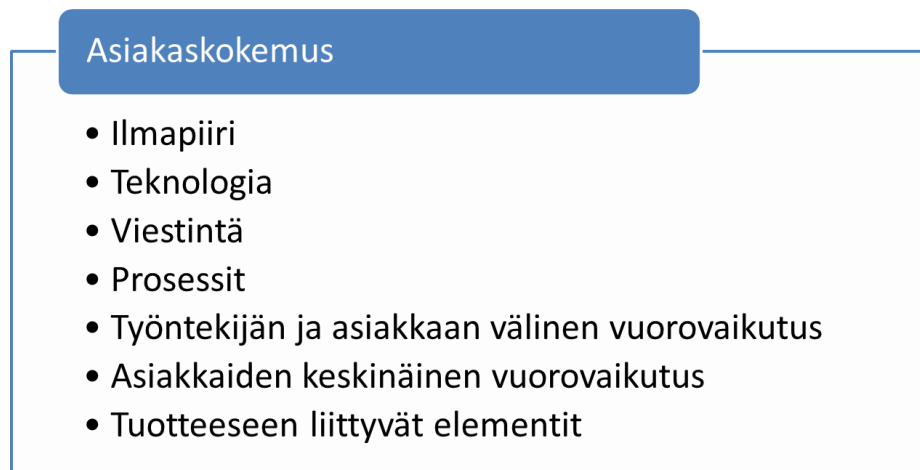 Asiakaskokemus
• Ilmapiiri
• Teknologia
• Viestintä
• Prosessit
• Työntekijän ja asiakkaan välinen vuorovaikutus
• Asiakkaiden keskinäinen vuorovaikutus
• Tuotteeseen liittyvät elementit